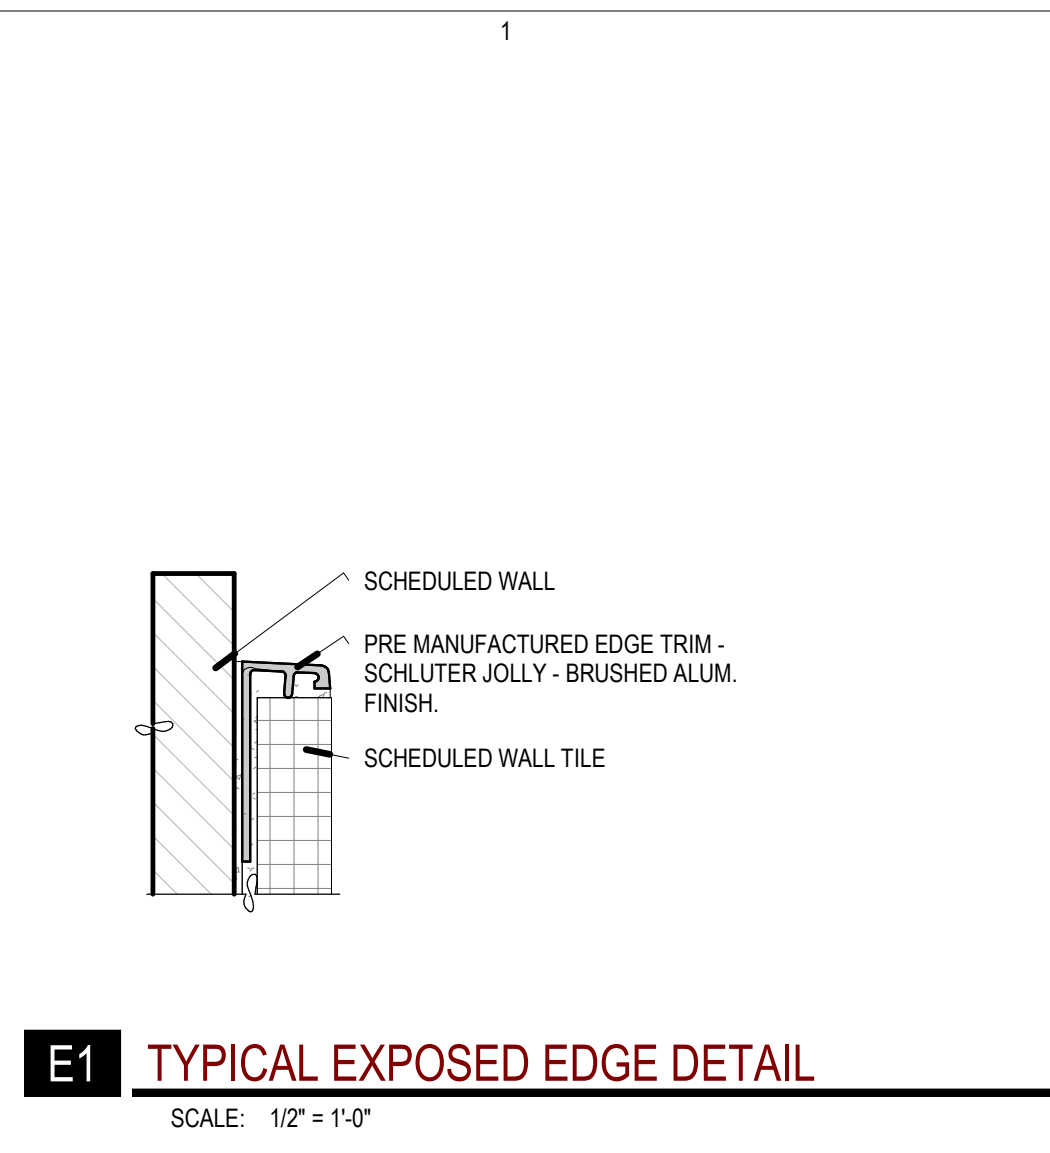 1
SCHEDULED WALL
PRE MANUFACTURED EDGE TRIM -
SCHLUTER JOLLY - BRUSHED ALUM.
FINISH.
SCHEDULED WALL TILE
E1 TYPICAL EXPOSED EDGE DETAIL
SCALE: 1/2" = 1'-0"